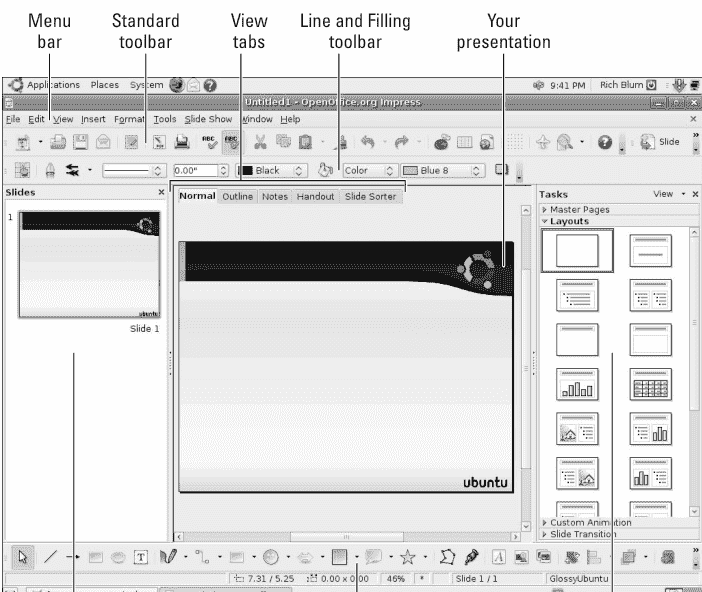 Menu bar
Standard toolbar
View tabs
Line and Filling toolbar
Your presentation
Applications Places System 9:41 PM Rich Blum
Untitled1 - OpenOffice.org Impress
File Edit View Insert Format Tools Slide Show Window Help
Slide
0.00" Black Color Blue 8
Slides
Normal Outline Notes Handout Slide Sorter
Tasks View
Master Pages
Layouts
1
Slide 1
ubuntu
ubuntu
Custom Animation
Slide Transition
7.31 / 5.25 0.00 x 0.00 46% * Slide 1 / 1 GlossyUbuntu